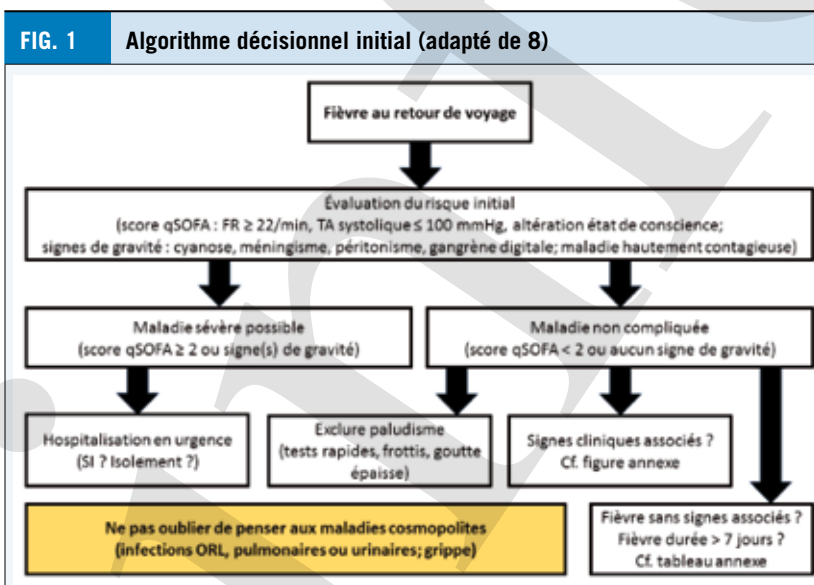 FIG. 1 Algorithme décisionnel initial (adapté de 8)
Fièvre au retour de voyage
Évaluation du risque initial
(score qSOFA : FR ≥ 22/min, TA systolique ≤ 100 mmHg, altération état de conscience;
signes de gravité : cyanose, méningisme, péritonisme, gangrène digitale; maladie hautement contagieuse)
Maladie sévère possible
(score qSOFA ≥ 2 ou signe(s) de gravité)
Maladie non compliquée
(score qSOFA < 2 ou aucun signe de gravité)
Hospitalisation en urgence
(SI ? Isolement ?)
Exclure paludisme
(tests rapides, frottis, goutte
épaisse)
Signes cliniques associés ?
Cf. figure annexe
Ne pas oublier de penser aux maladies cosmopolites
(infections ORL, pulmonaires ou urinaires; grippe)
Fièvre sans signes associés ?
Fièvre durée > 7 jours ?
Cf. tableau annexe